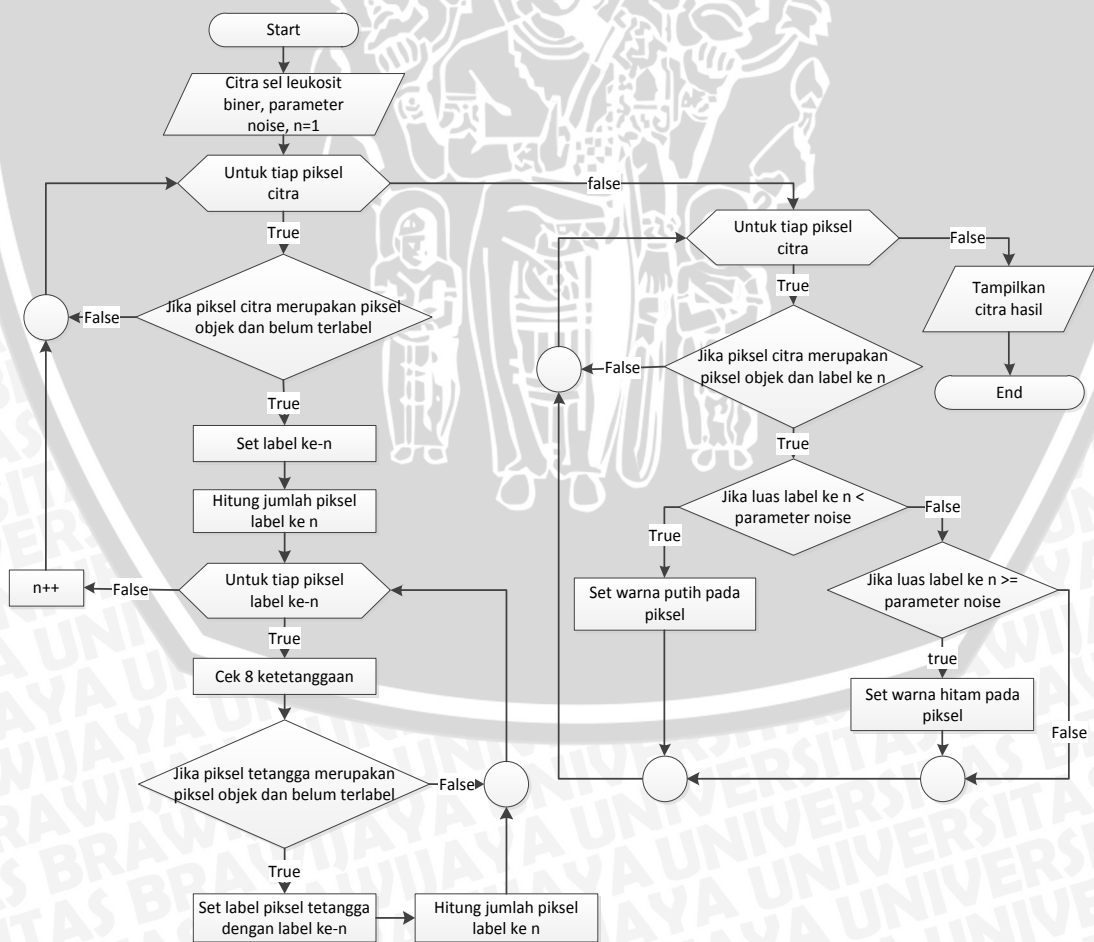 Start
Citra sel leukosit
biner, parameter
noise, n=1
Untuk tiap piksel
citra
false
True
Jika piksel citra merupakan piksel
objek dan belum terlabel
False
True
Set label ke-n
Hitung jumlah piksel
label ke n
Untuk tiap piksel
label ke-n
False
n++
True
Cek 8 ketetanggaan
Jika piksel tetangga merupakan
piksel objek dan belum terlabel
False
True
Set label piksel tetangga
dengan label ke-n
Hitung jumlah piksel
label ke n
Untuk tiap piksel
citra
False
Tampilkan
citra hasil
End
True
Jika piksel citra merupakan
piksel objek dan label ke n
False
True
Jika luas label ke n <
parameter noise
True
False
Set warna putih pada
piksel
Jika luas label ke n >=
parameter noise
true
False
Set warna hitam pada
piksel